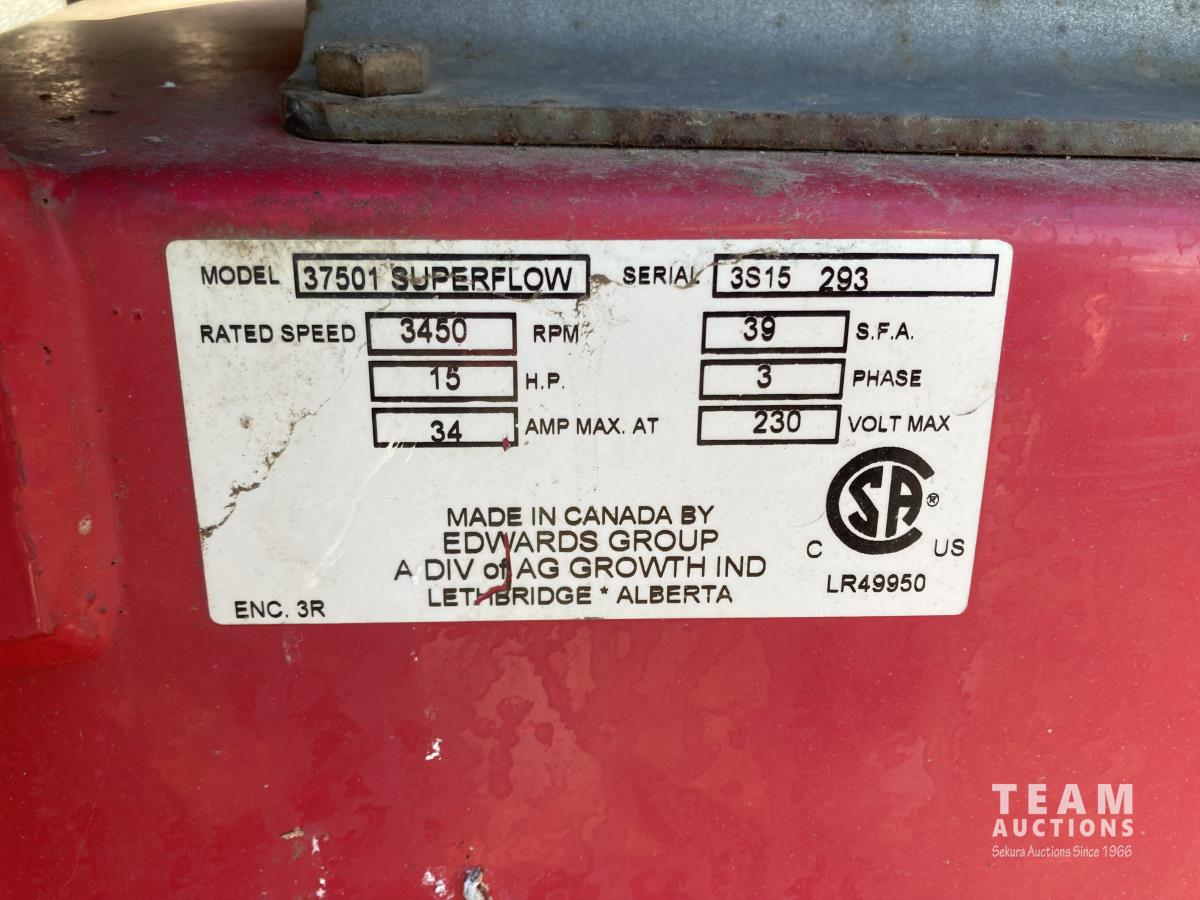 MODEL 37501 SUPERFLOW SERIAL 3S15 293
RATED SPEED 3450 RPM 39 S.F.A.
15 H.P. 3 PHASE
34 AMP MAX. AT 230 VOLT MAX
SA ®
C US
LR49950
MADE IN CANADA BY
EDWARDS GROUP
A DIV of AG GROWTH IND
LETHBRIDGE * ALBERTA
ENC. 3R
TEAM
AUCTIONS
Sekura Auctions Since 1966